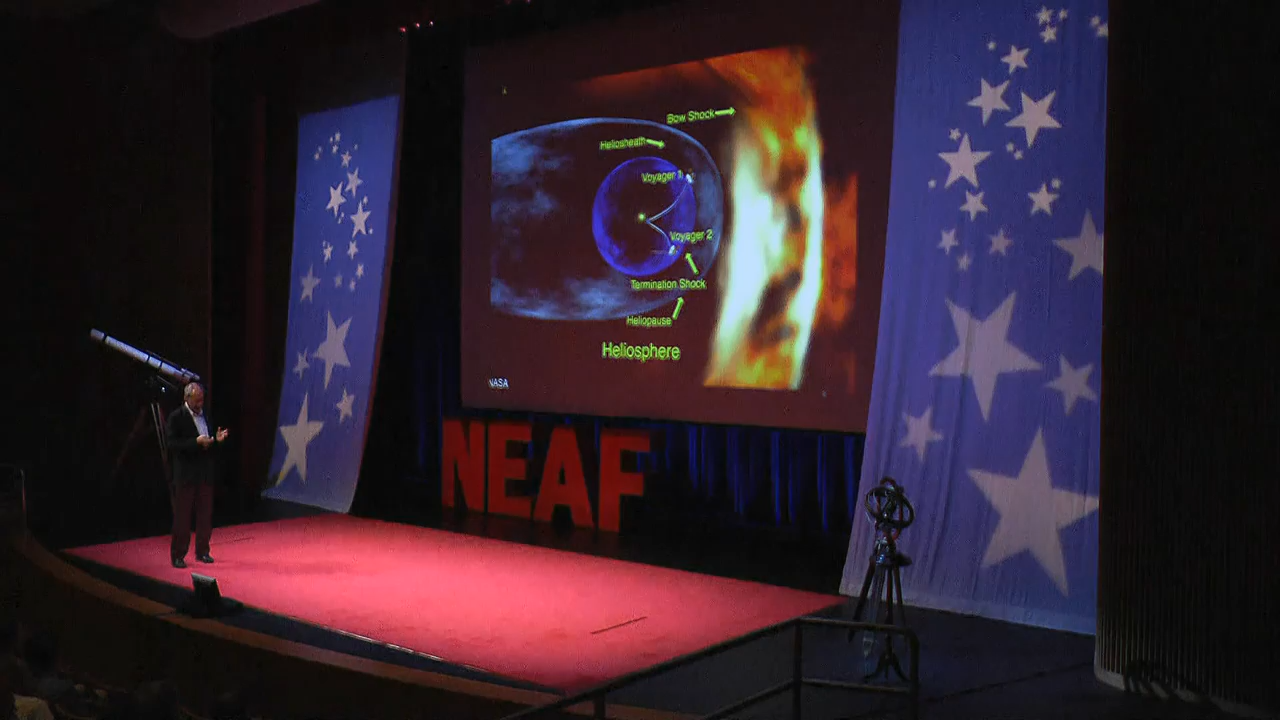 Bow Shock
Heliosheath
Voyager 1
Voyager 2
Termination Shock
Heliopause
Heliosphere
NASA
NEAF